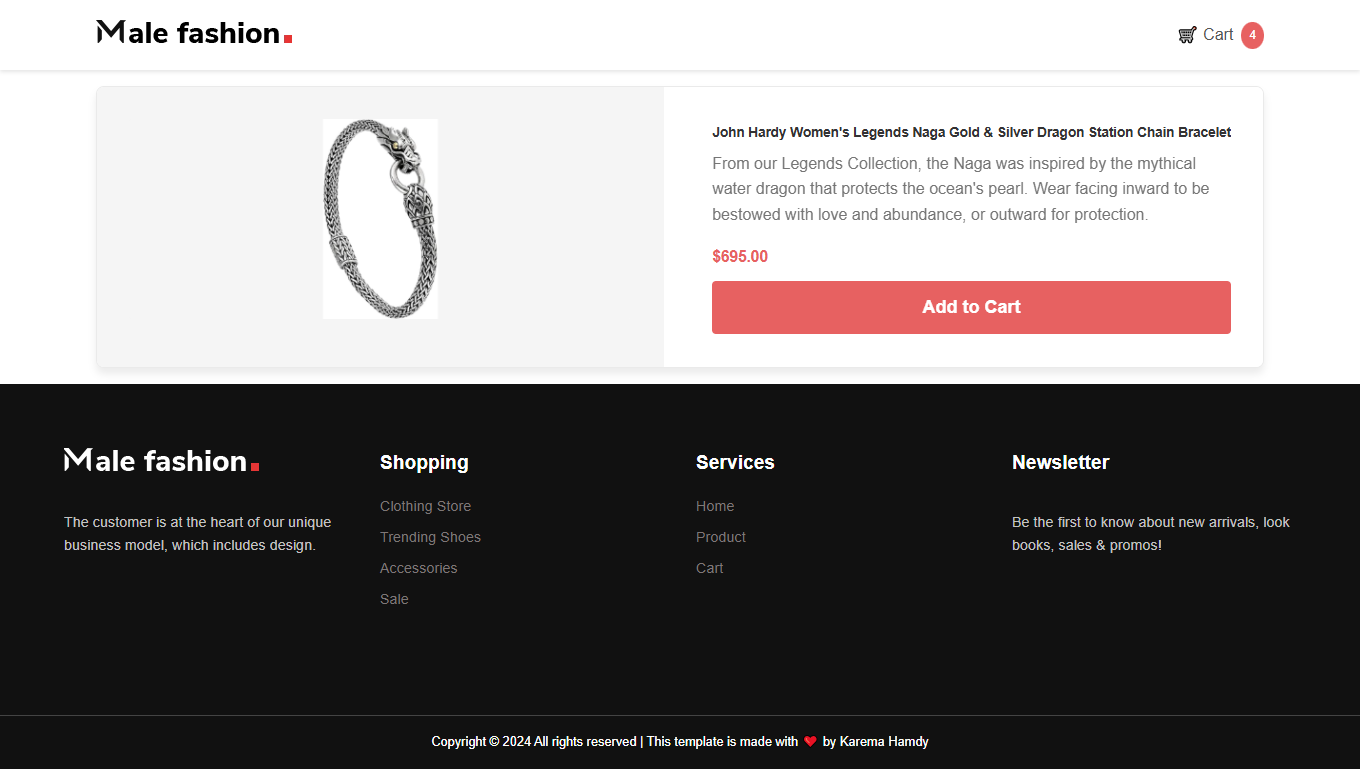 Male fashion.
Cart 4
John Hardy Women's Legends Naga Gold & Silver Dragon Station Chain Bracelet
From our Legends Collection, the Naga was inspired by the mythical
water dragon that protects the ocean's pearl. Wear facing inward to be
bestowed with love and abundance, or outward for protection.
$695.00
Add to Cart
Male fashion.
The customer is at the heart of our unique
business model, which includes design.
Shopping
Clothing Store
Trending Shoes
Accessories
Sale
Services
Home
Product
Cart
Newsletter
Be the first to know about new arrivals, look
books, sales & promos!
Copyright © 2024 All rights reserved | This template is made with ❤ by Karema Hamdy